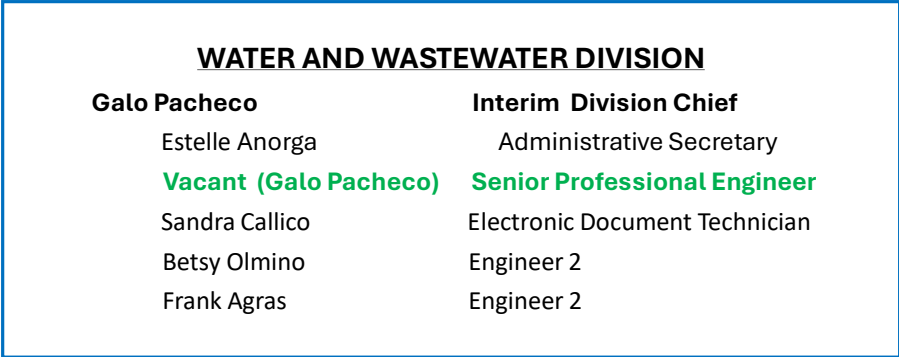 WATER AND WASTEWATER DIVISION
Galo Pacheco Interim Division Chief
Estelle Anorga Administrative Secretary
Vacant (Galo Pacheco) Senior Professional Engineer
Sandra Callico Electronic Document Technician
Betsy Olmino Engineer 2
Frank Agras Engineer 2